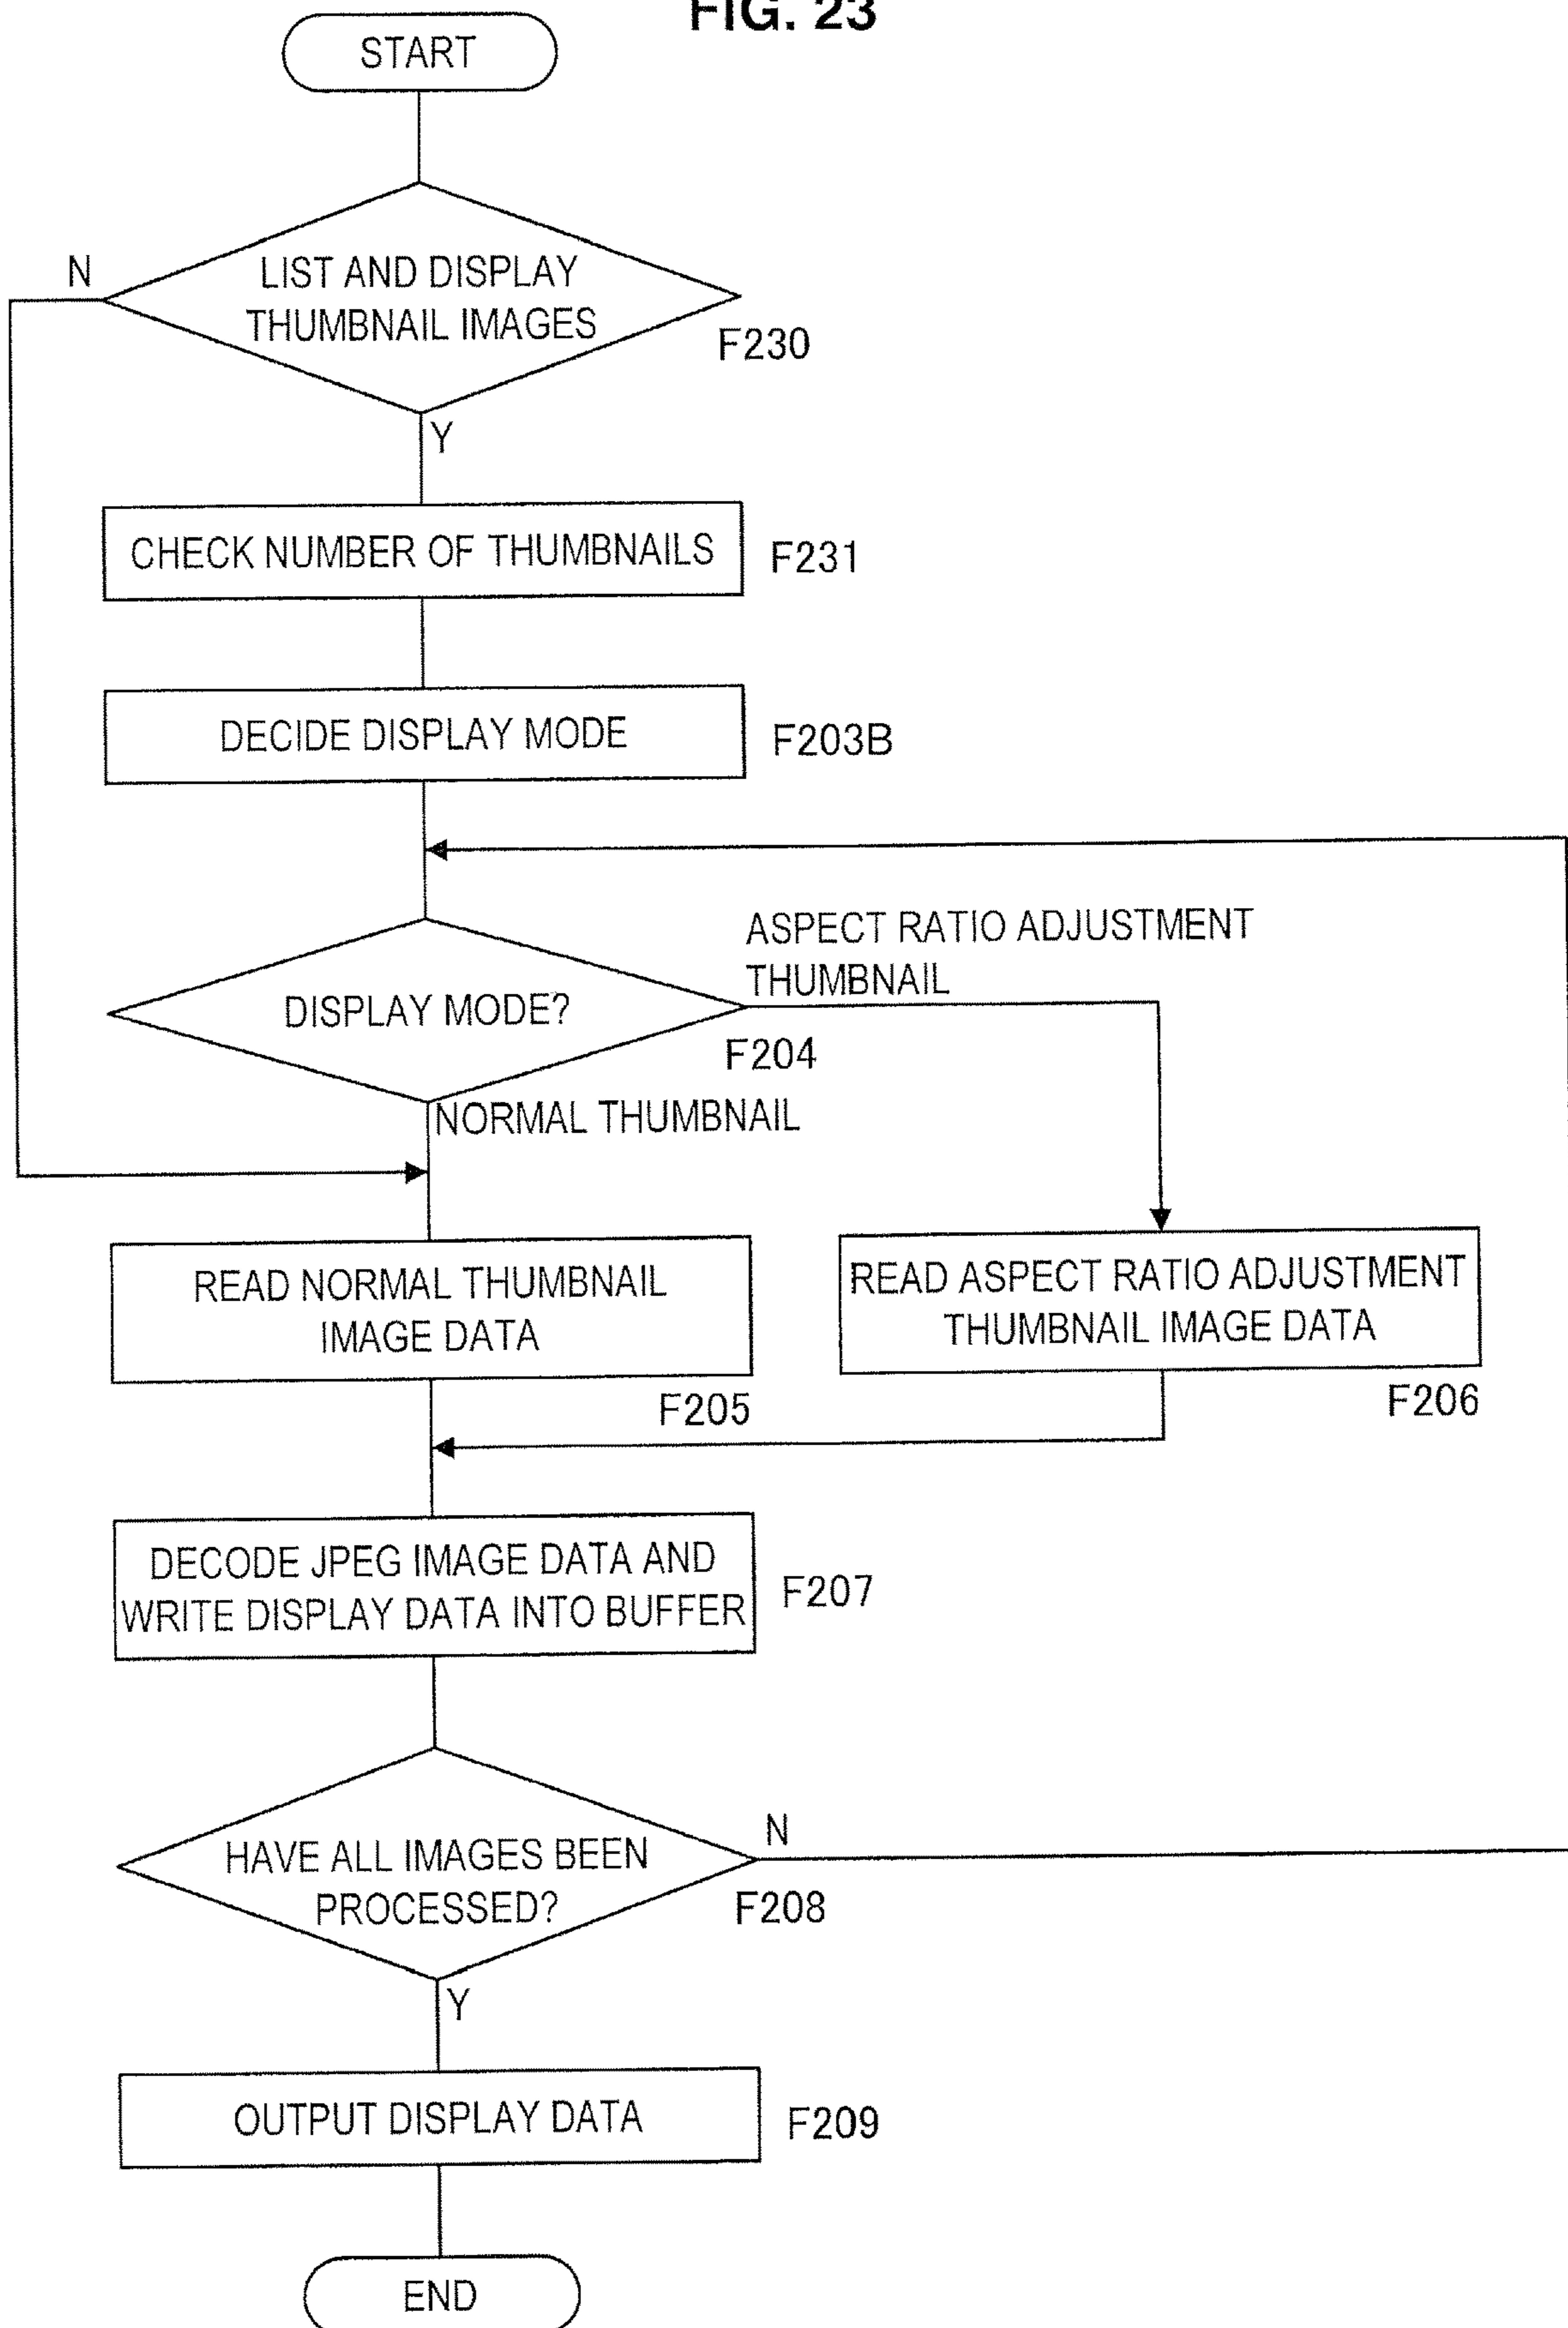 FIG. 23
START
N
LIST AND DISPLAY
THUMBNAIL IMAGES
F230
Y
CHECK NUMBER OF THUMBNAILS
F231
DECIDE DISPLAY MODE
F203B
ASPECT RATIO ADJUSTMENT
THUMBNAIL
DISPLAY MODE?
F204
NORMAL THUMBNAIL
READ NORMAL THUMBNAIL
IMAGE DATA
F205
READ ASPECT RATIO ADJUSTMENT
THUMBNAIL IMAGE DATA
F206
DECODE JPEG IMAGE DATA AND
WRITE DISPLAY DATA INTO BUFFER
F207
HAVE ALL IMAGES BEEN
PROCESSED?
N
F208
Y
OUTPUT DISPLAY DATA
F209
END